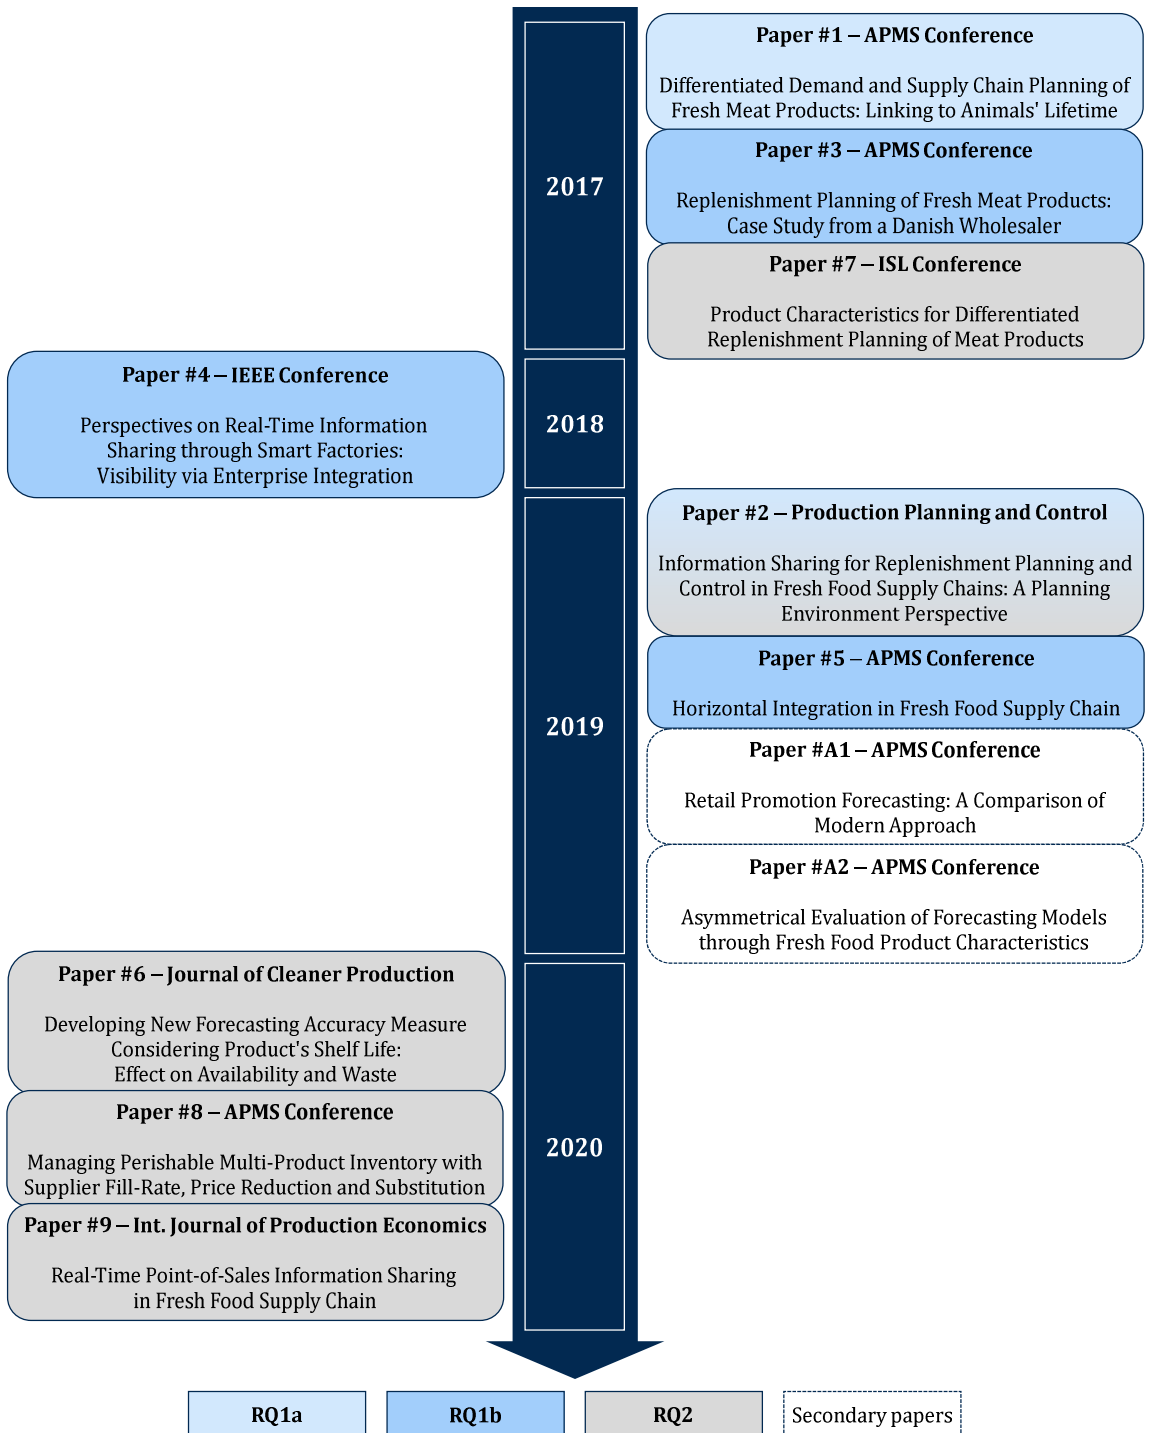 Paper #1 – APMS Conference
Differentiated Demand and Supply Chain Planning of
Fresh Meat Products: Linking to Animals' Lifetime
Paper #3 – APMS Conference
Replenishment Planning of Fresh Meat Products:
Case Study from a Danish Wholesaler
2017
Paper #7 – ISL Conference
Product Characteristics for Differentiated
Replenishment Planning of Meat Products
Paper #4 – IEEE Conference
Perspectives on Real-Time Information
Sharing through Smart Factories:
Visibility via Enterprise Integration
2018
Paper #2 – Production Planning and Control
Information Sharing for Replenishment Planning and
Control in Fresh Food Supply Chains: A Planning
Environment Perspective
Paper #5 – APMS Conference
Horizontal Integration in Fresh Food Supply Chain
2019
Paper #A1 – APMS Conference
Retail Promotion Forecasting: A Comparison of
Modern Approach
Paper #A2 – APMS Conference
Asymmetrical Evaluation of Forecasting Models
through Fresh Food Product Characteristics
Paper #6 – Journal of Cleaner Production
Developing New Forecasting Accuracy Measure
Considering Product's Shelf Life:
Effect on Availability and Waste
Paper #8 – APMS Conference
Managing Perishable Multi-Product Inventory with
Supplier Fill-Rate, Price Reduction and Substitution
2020
Paper #9 – Int. Journal of Production Economics
Real-Time Point-of-Sales Information Sharing
in Fresh Food Supply Chain
RQ1a
RQ1b
RQ2
Secondary papers